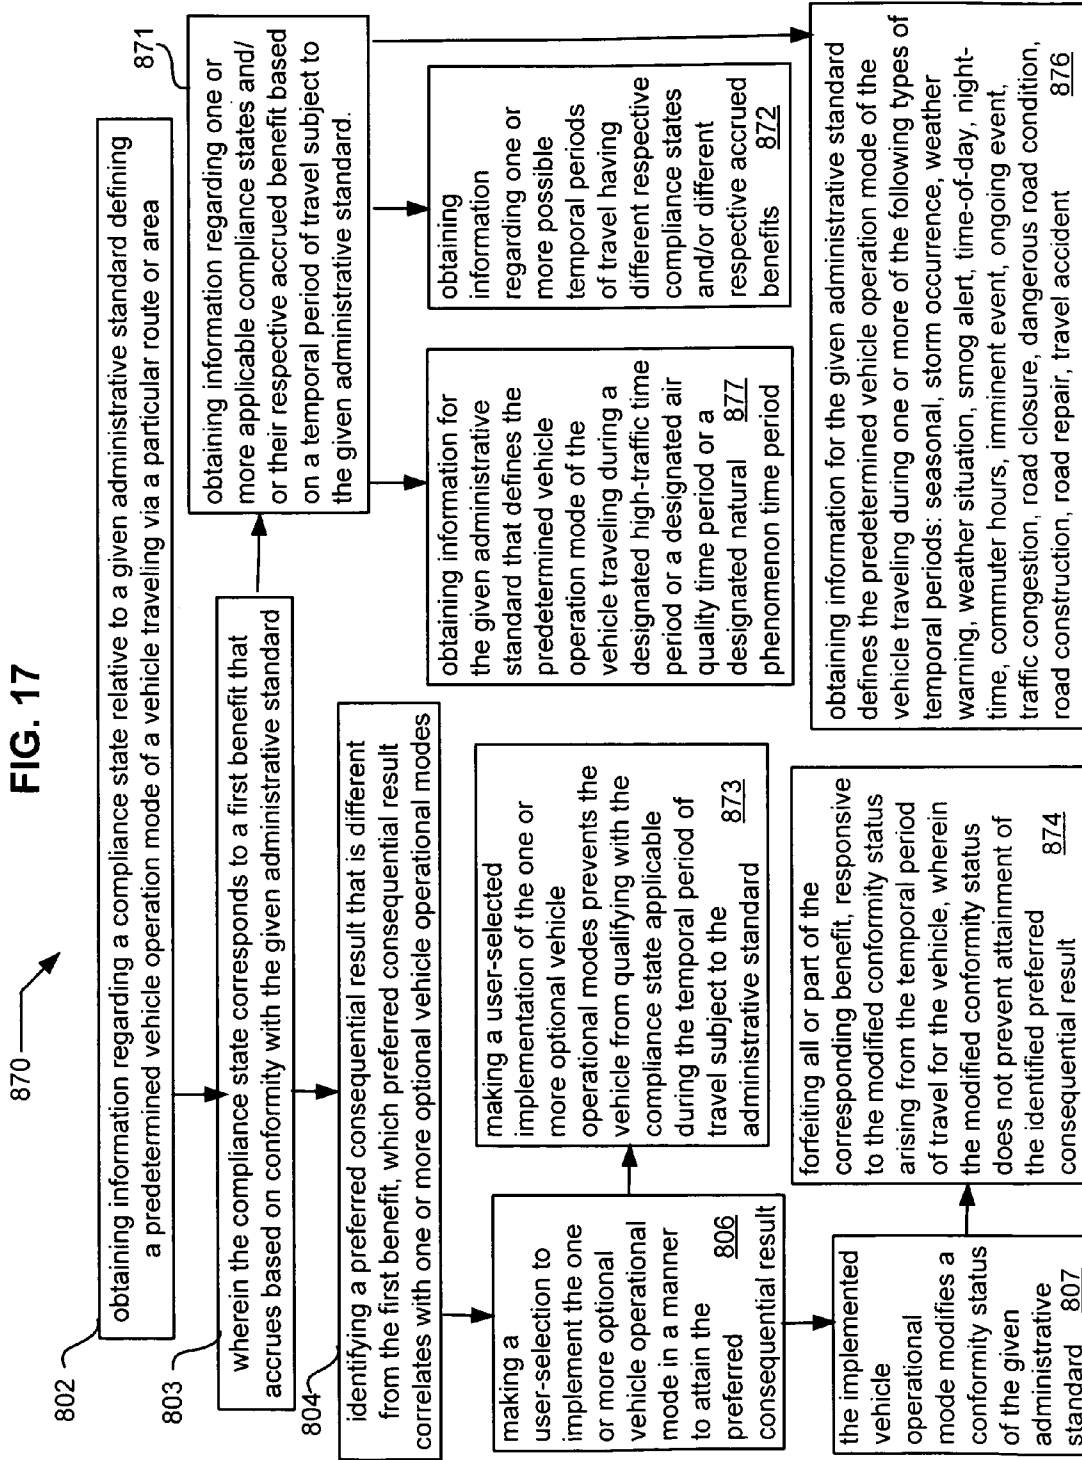 FIG. 17
870
802
obtaining information regarding a compliance state relative to a given administrative standard defining
a predetermined vehicle operation mode of a vehicle traveling via a particular route or area
803
wherein the compliance state corresponds to a first benefit that
accrues based on conformity with the given administrative standard
871
obtaining information regarding one or
more applicable compliance states and/
or their respective accrued benefit based
on a temporal period of travel subject to
the given administrative standard.
804
identifying a preferred consequential result that is different
from the first benefit, which preferred consequential result
correlates with one or more optional vehicle operational modes
obtaining information for
the given administrative
standard that defines the
predetermined vehicle
operation mode of the
vehicle traveling during a
designed high-traffic time
period or a designated air
quality time period or a
designated natural 877
phenomenon time period
obtaining
information
regarding one or
more possible
temporal periods
of travel having
different respective
compliance states
and/or different
respective accrued
benefits 872
making a
user-selection to
implement the one
or more optional
vehicle operational
mode in a manner
to attain the
preferred 806
consequential result
making a user-selected
implementation of the one or
more optional vehicle
operational modes prevents the
vehicle from qualifying with the
compliance state applicable
during the temporal period of
travel subject to the
administrative standard 873
the implemented
vehicle
operational
mode modifies a
conformity status
of the given
administrative
standard 807
forfeiting all or part of the
corresponding benefit, responsive
to the modified conformity status
arising from the temporal period
of travel for the vehicle, wherein
the modified conformity status
does not prevent attainment of
the identified preferred
consequential result 874
obtaining information for the given administrative standard
defines the predetermined vehicle operation mode of the
vehicle traveling during one or more of the following types of
temporal periods: seasonal, storm occurrence, weather
warning, weather situation, smog alert, time-of-day, night-
time, commuter hours, imminent event, ongoing event,
traffic congestion, road closure, dangerous road condition,
road construction, road repair, travel accident 876